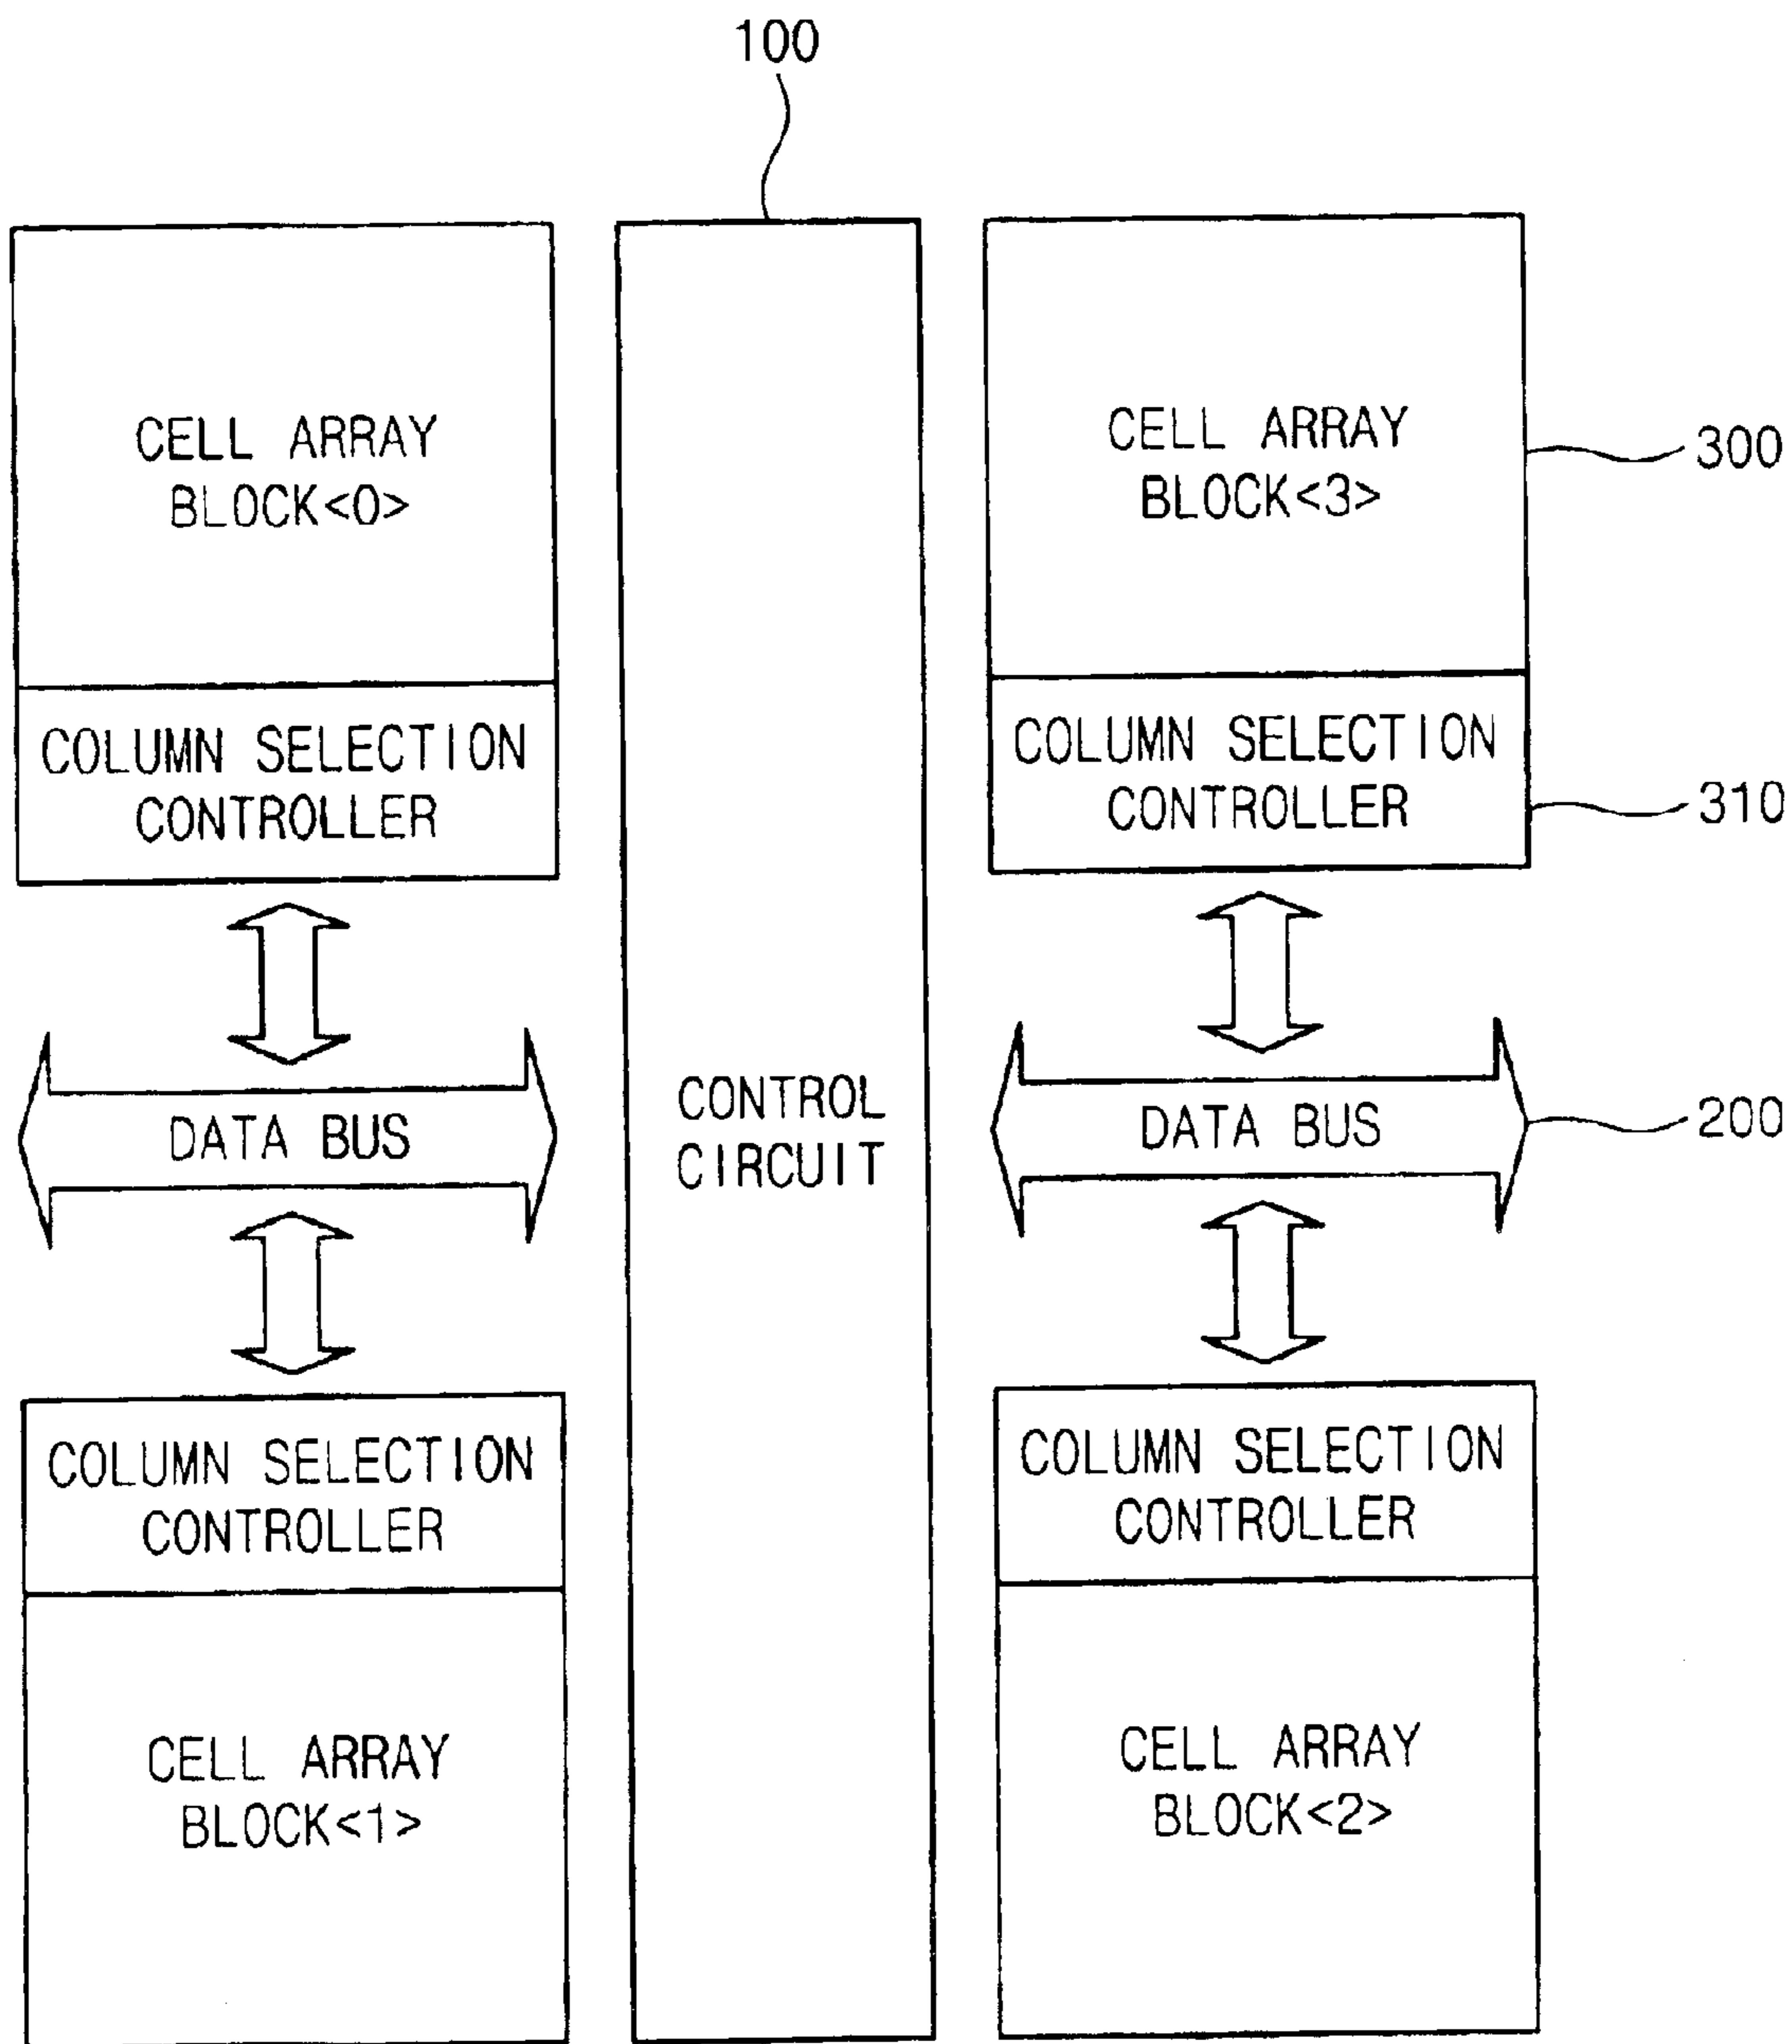 100
CELL ARRAY
BLOCK<0>
CELL ARRAY
BLOCK<3>
300
COLUMN SELECTION
CONTROLLER
COLUMN SELECTION
CONTROLLER
310
DATA BUS
CONTROL
CIRCUIT
DATA BUS
200
COLUMN SELECTION
CONTROLLER
COLUMN SELECTION
CONTROLLER
CELL ARRAY
BLOCK<1>
CELL ARRAY
BLOCK<2>